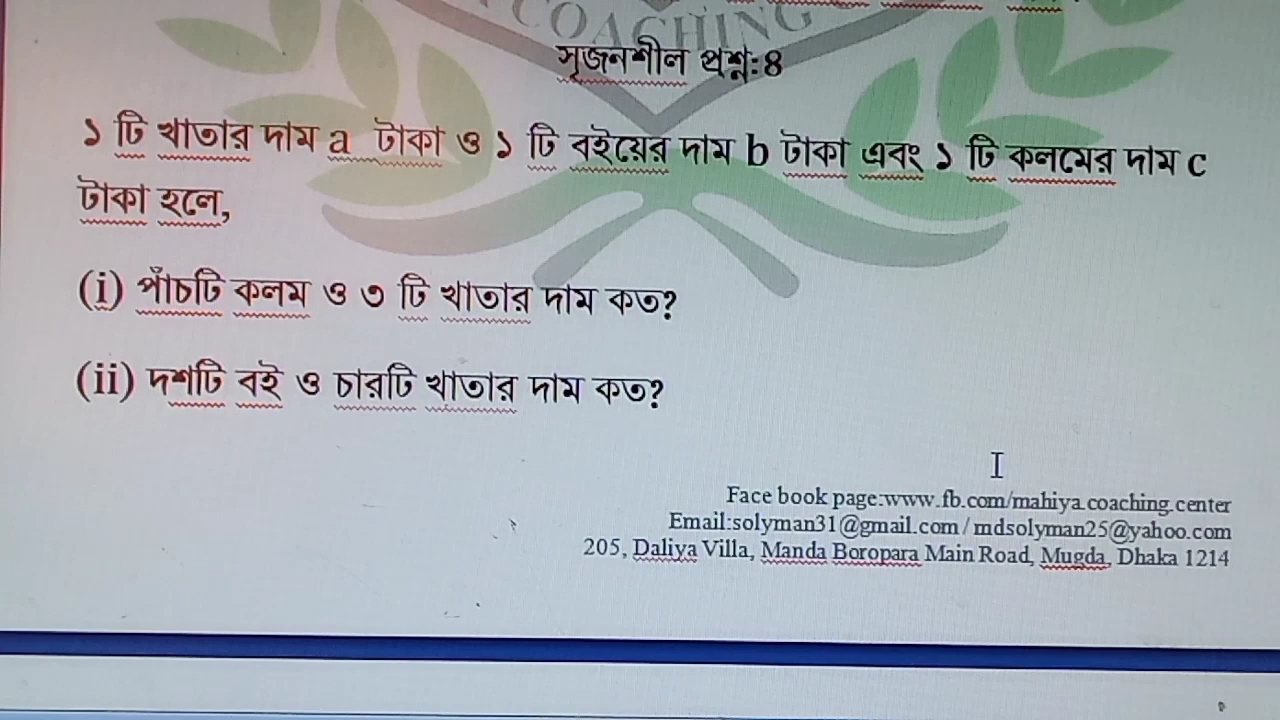 COACHING
সৃজনশীল প্রশ্ন:৪
১ টি খাতার দাম a টাকা ও ১ টি বইয়ের দাম b টাকা এবং ১ টি কলমের দাম c
টাকা হলে,
(i) পাঁচটি কলম ও ৩ টি খাতার দাম কত?
(ii) দশটি বই ও চারটি খাতার দাম কত?
Face book page:www.fb.com/mahiya coaching center
Email:solyman31@gmail.com / mdsolyman25@yahoo.com
205, Daliya Villa, Manda Boropara Main Road, Mugda, Dhaka 1214